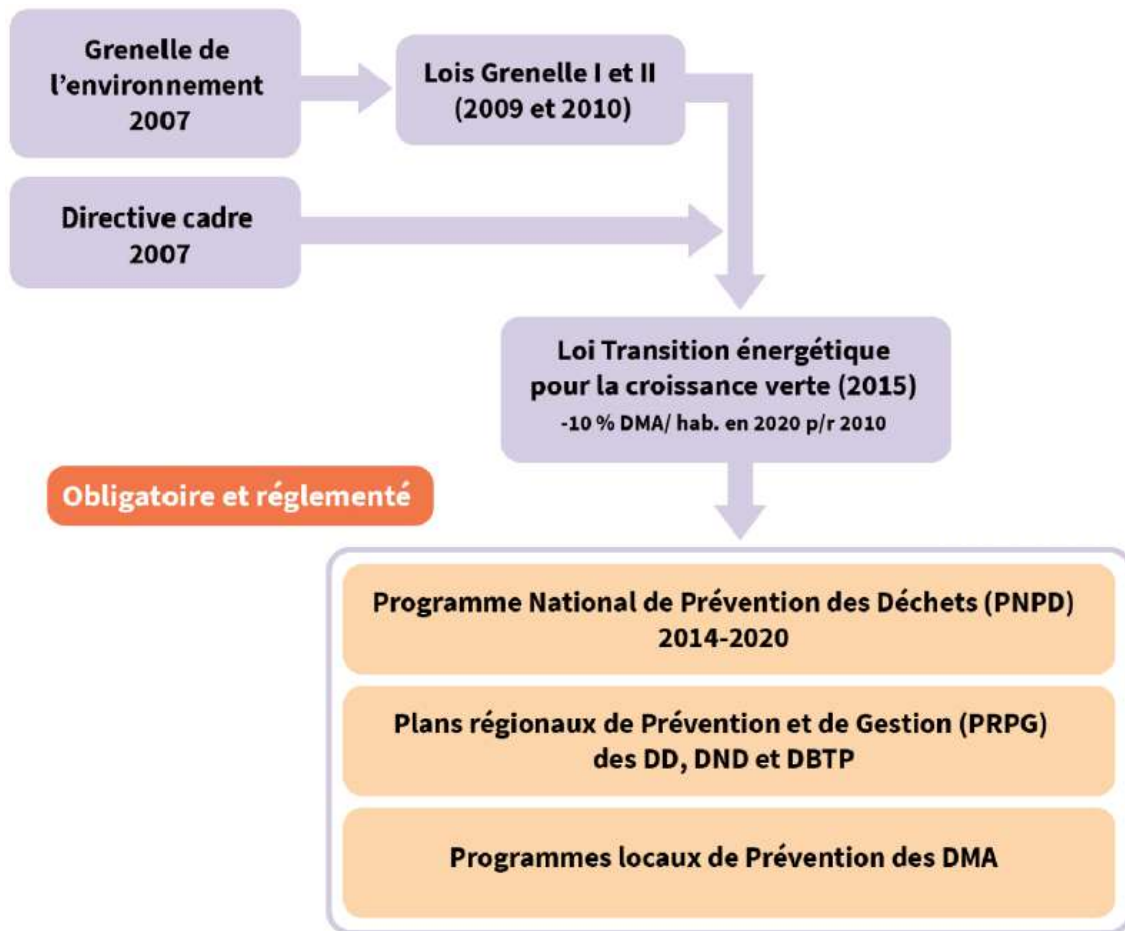 Grenelle de
l’environnement
2007
Lois Grenelle I et II
(2009 et 2010)
Directive cadre
2007
Loi Transition énergétique
pour la croissance verte (2015)
-10 % DMA/ hab. en 2020 p/r 2010
Obligatoire et réglementé
Programme National de Prévention des Déchets (PNPD)
2014-2020
Plans régionaux de Prévention et de Gestion (PRPG)
des DD, DND et DBTP
Programmes locaux de Prévention des DMA